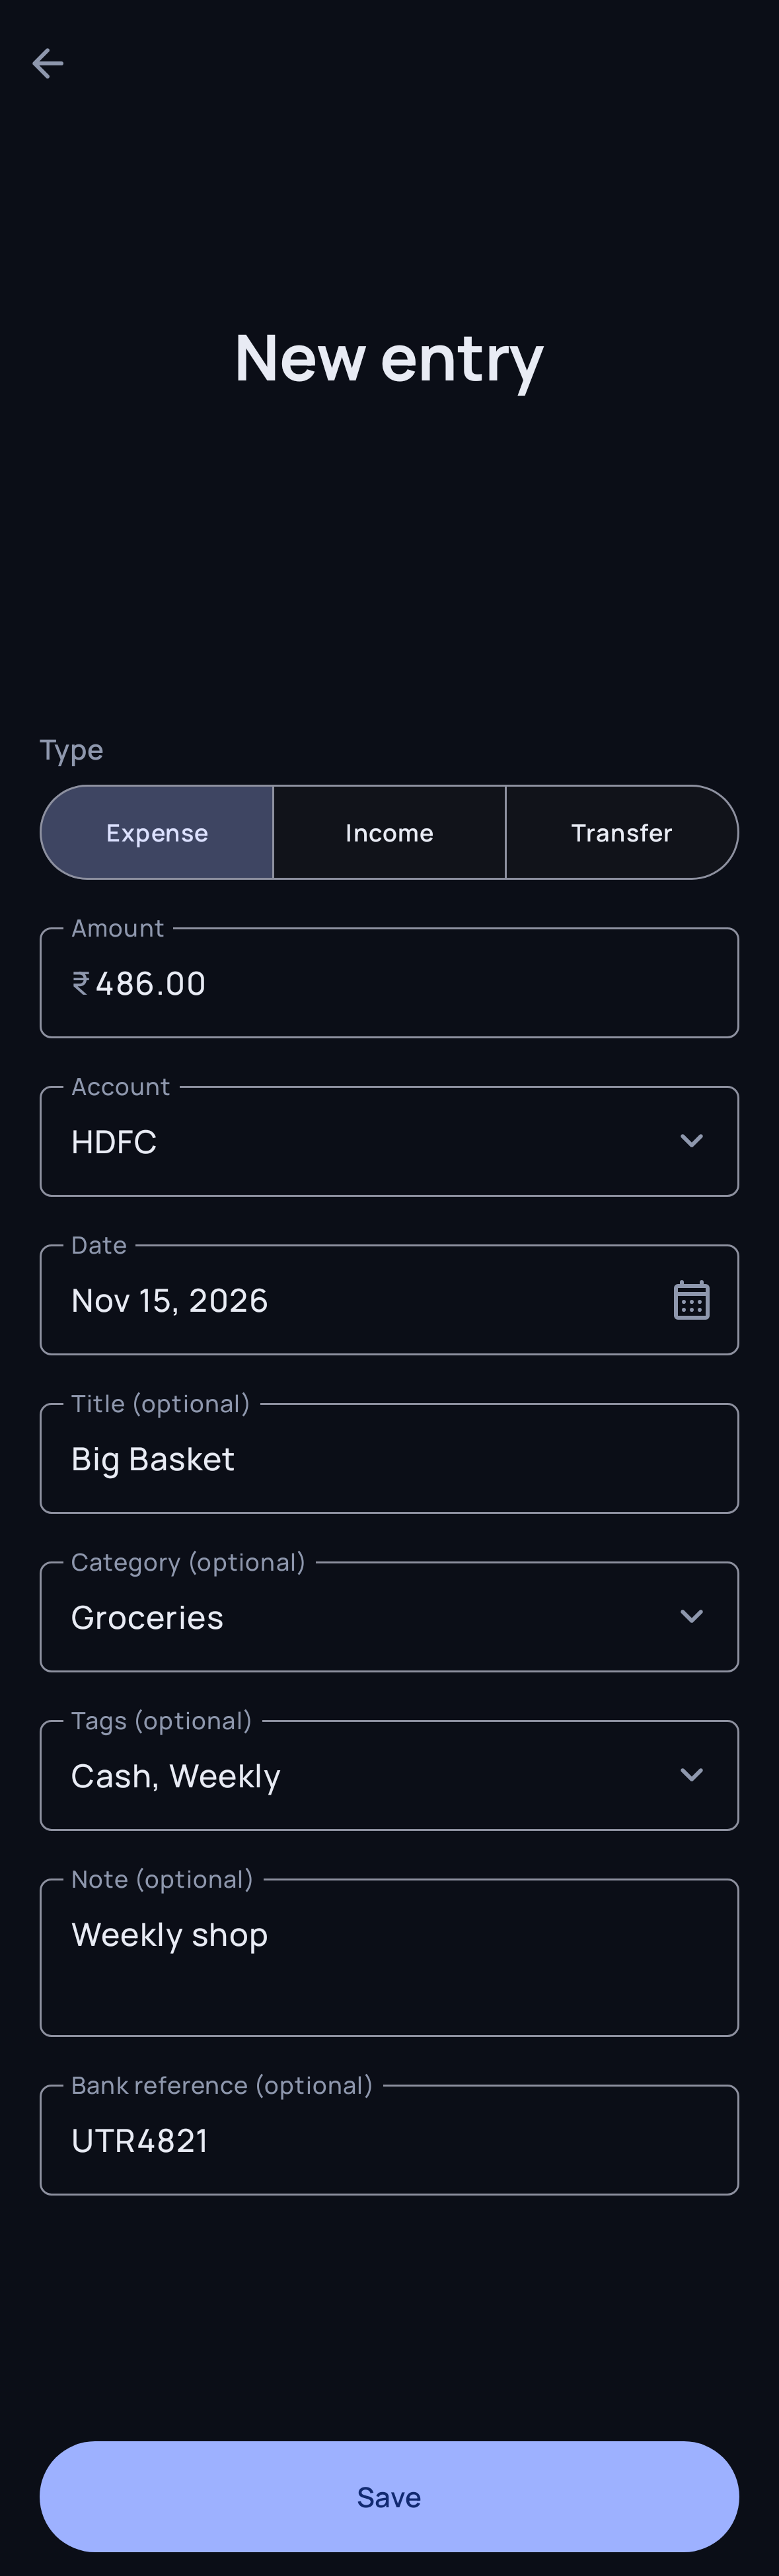 New entry
Type
Expense
Income
Transfer
Amount
₹486.00
Account
HDFC
Date
Nov 15, 2026
Title (optional)
Big Basket
Category (optional)
Groceries
Tags (optional)
Cash, Weekly
Note (optional)
Weekly shop
Bank reference (optional)
UTR4821
Save